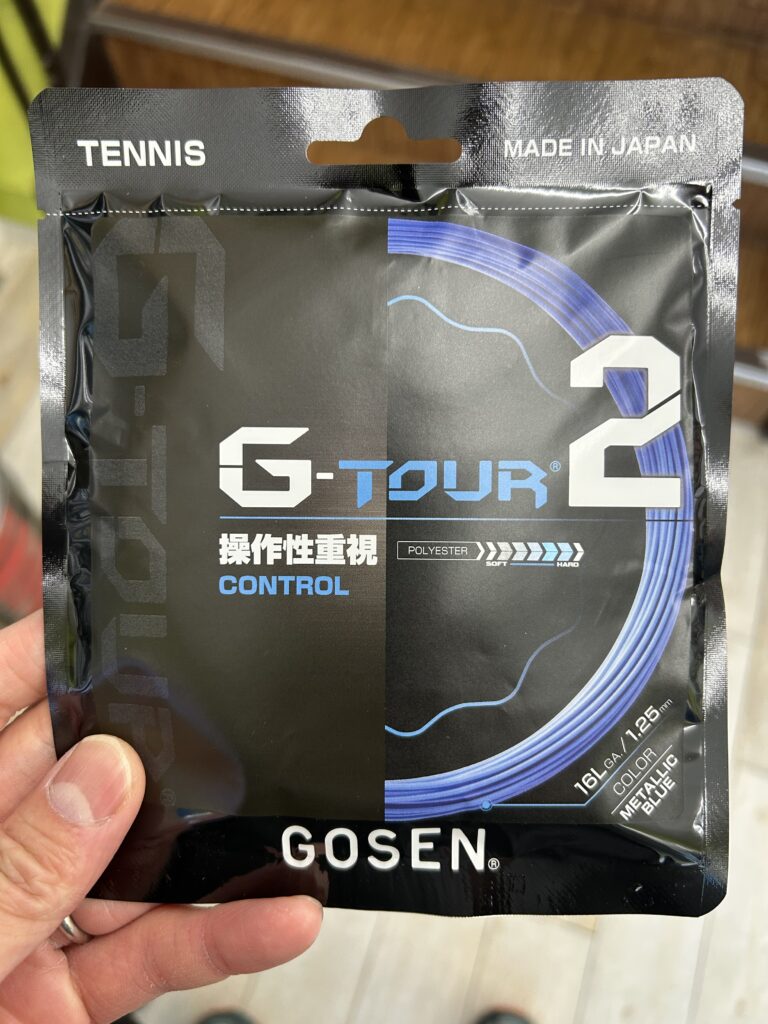 TENNIS
MADE IN JAPAN
G-TOUR
G-TOUR® 2
操作性重視
POLYESTER
SOFT HARD
CONTROL
16L GA. / 1.25mm
COLOR
METALLIC
BLUE
GOSEN®